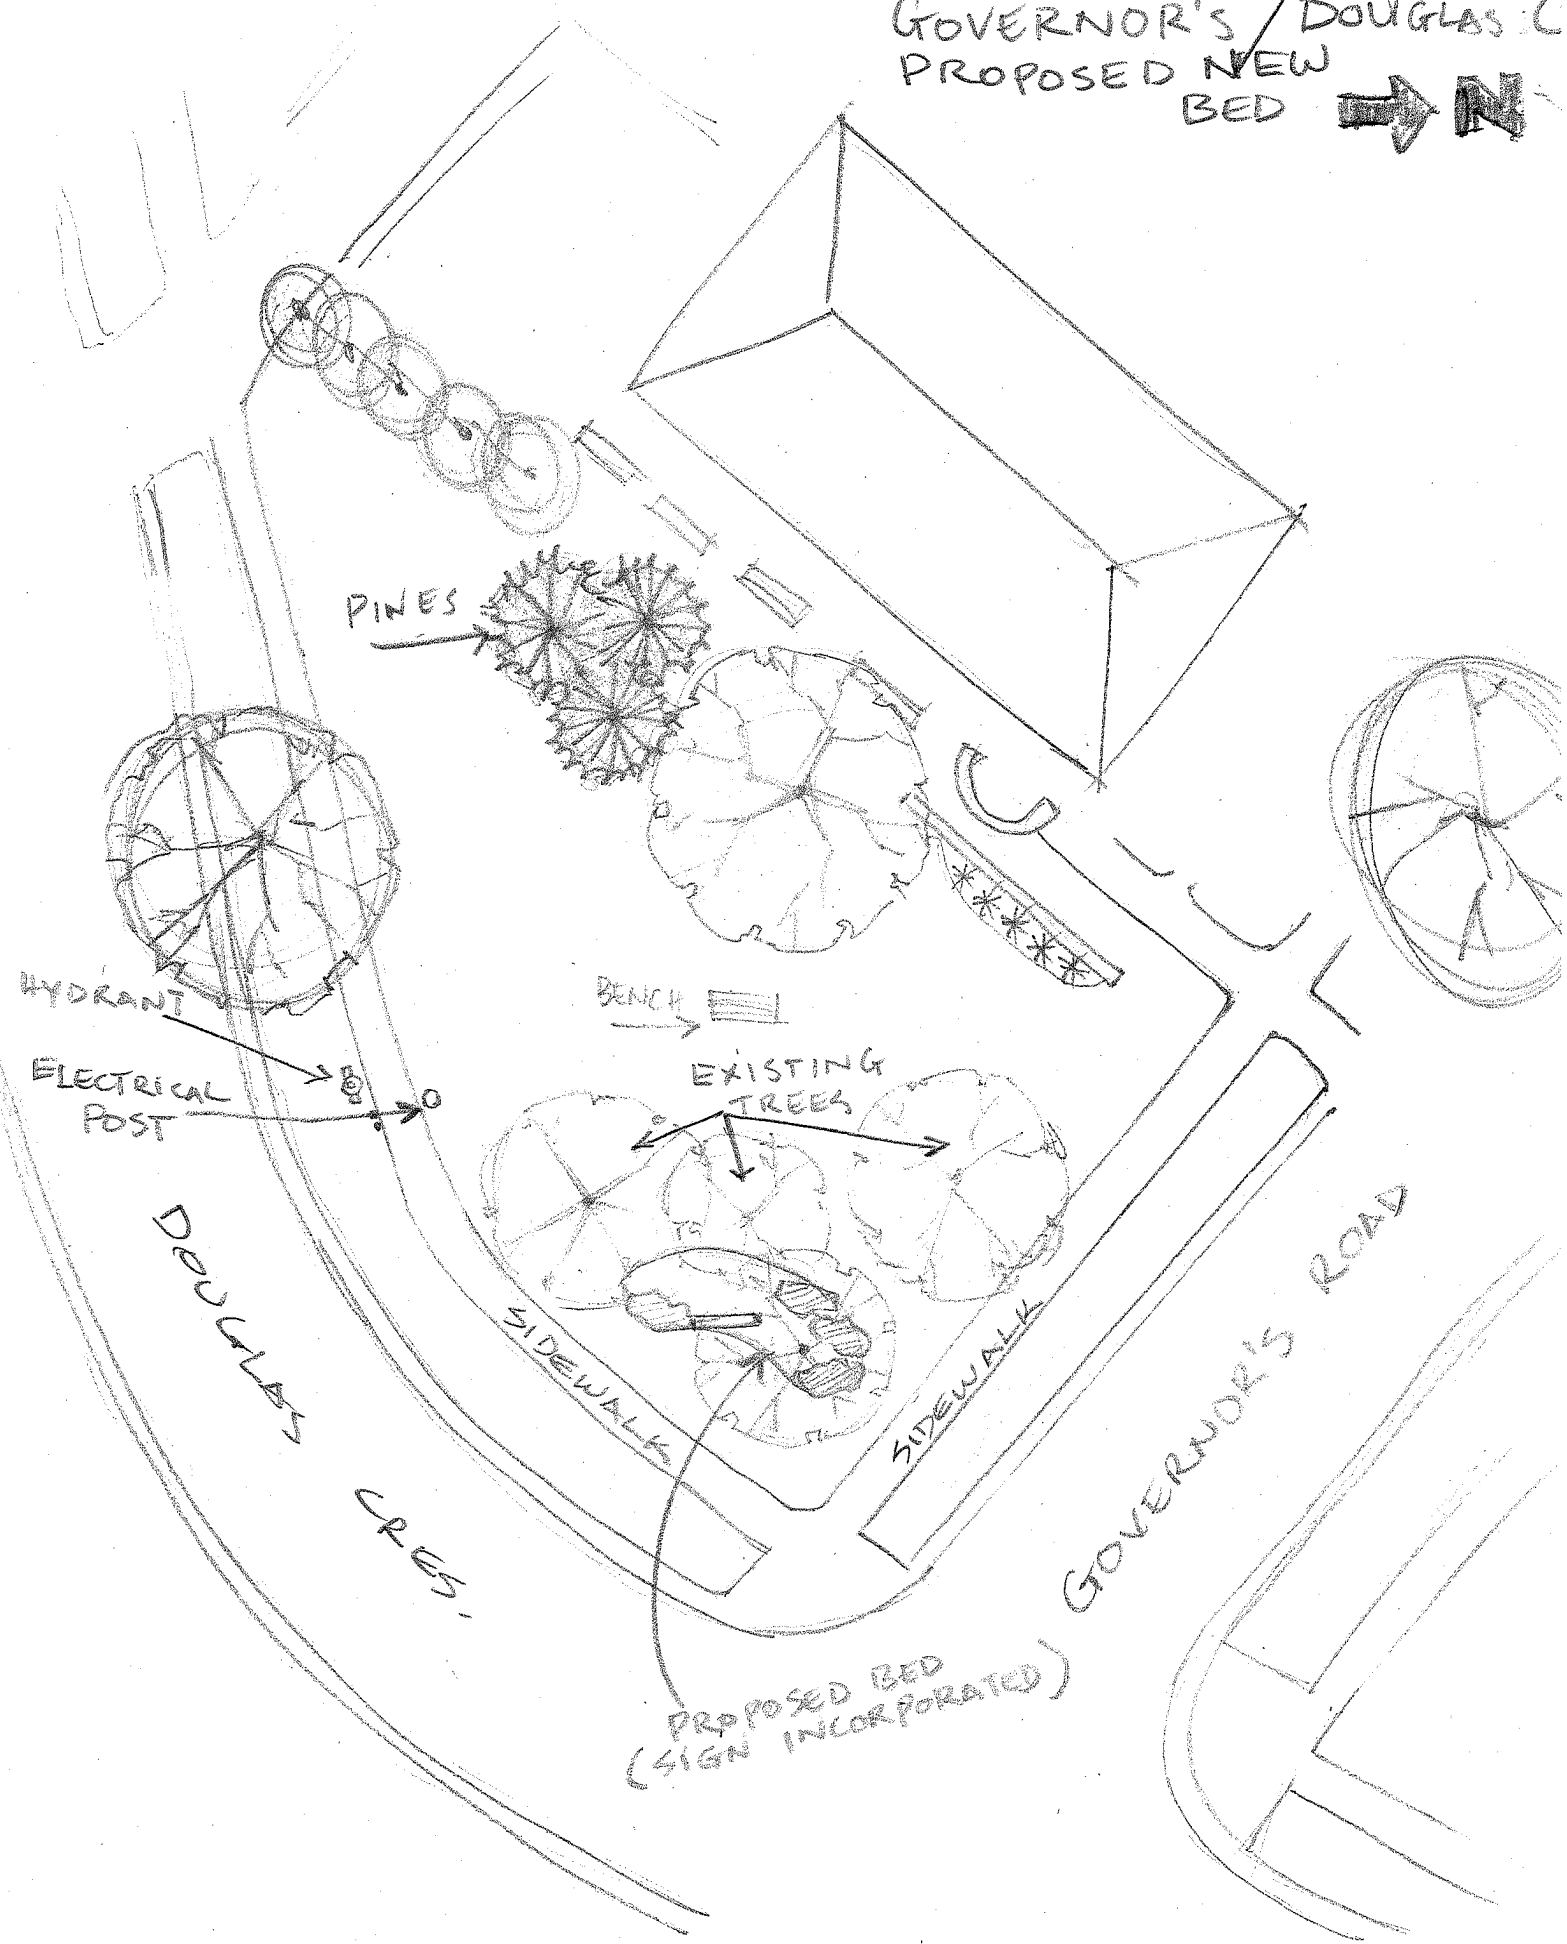 GOVERNOR'S / DOUGLAS C
PROPOSED NEW
BED
N
PINES
HYDRANT
BENCH
ELECTRICAL
POST
EXISTING
TREES
DOUGLAS CRES.
SIDEWALK
SIDEWALK
GOVERNOR'S ROAD
PROPOSED BED
(SIGN INCORPORATED)